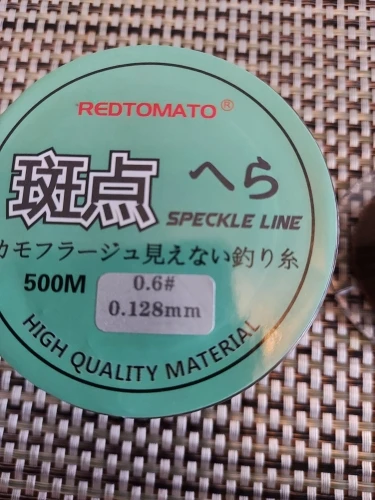 REDTOMATO®
斑点 へら
SPECKLE LINE
カモフラージュ見えない釣り糸
500M
0.6#
0.128mm
HIGH QUALITY MATERIAL